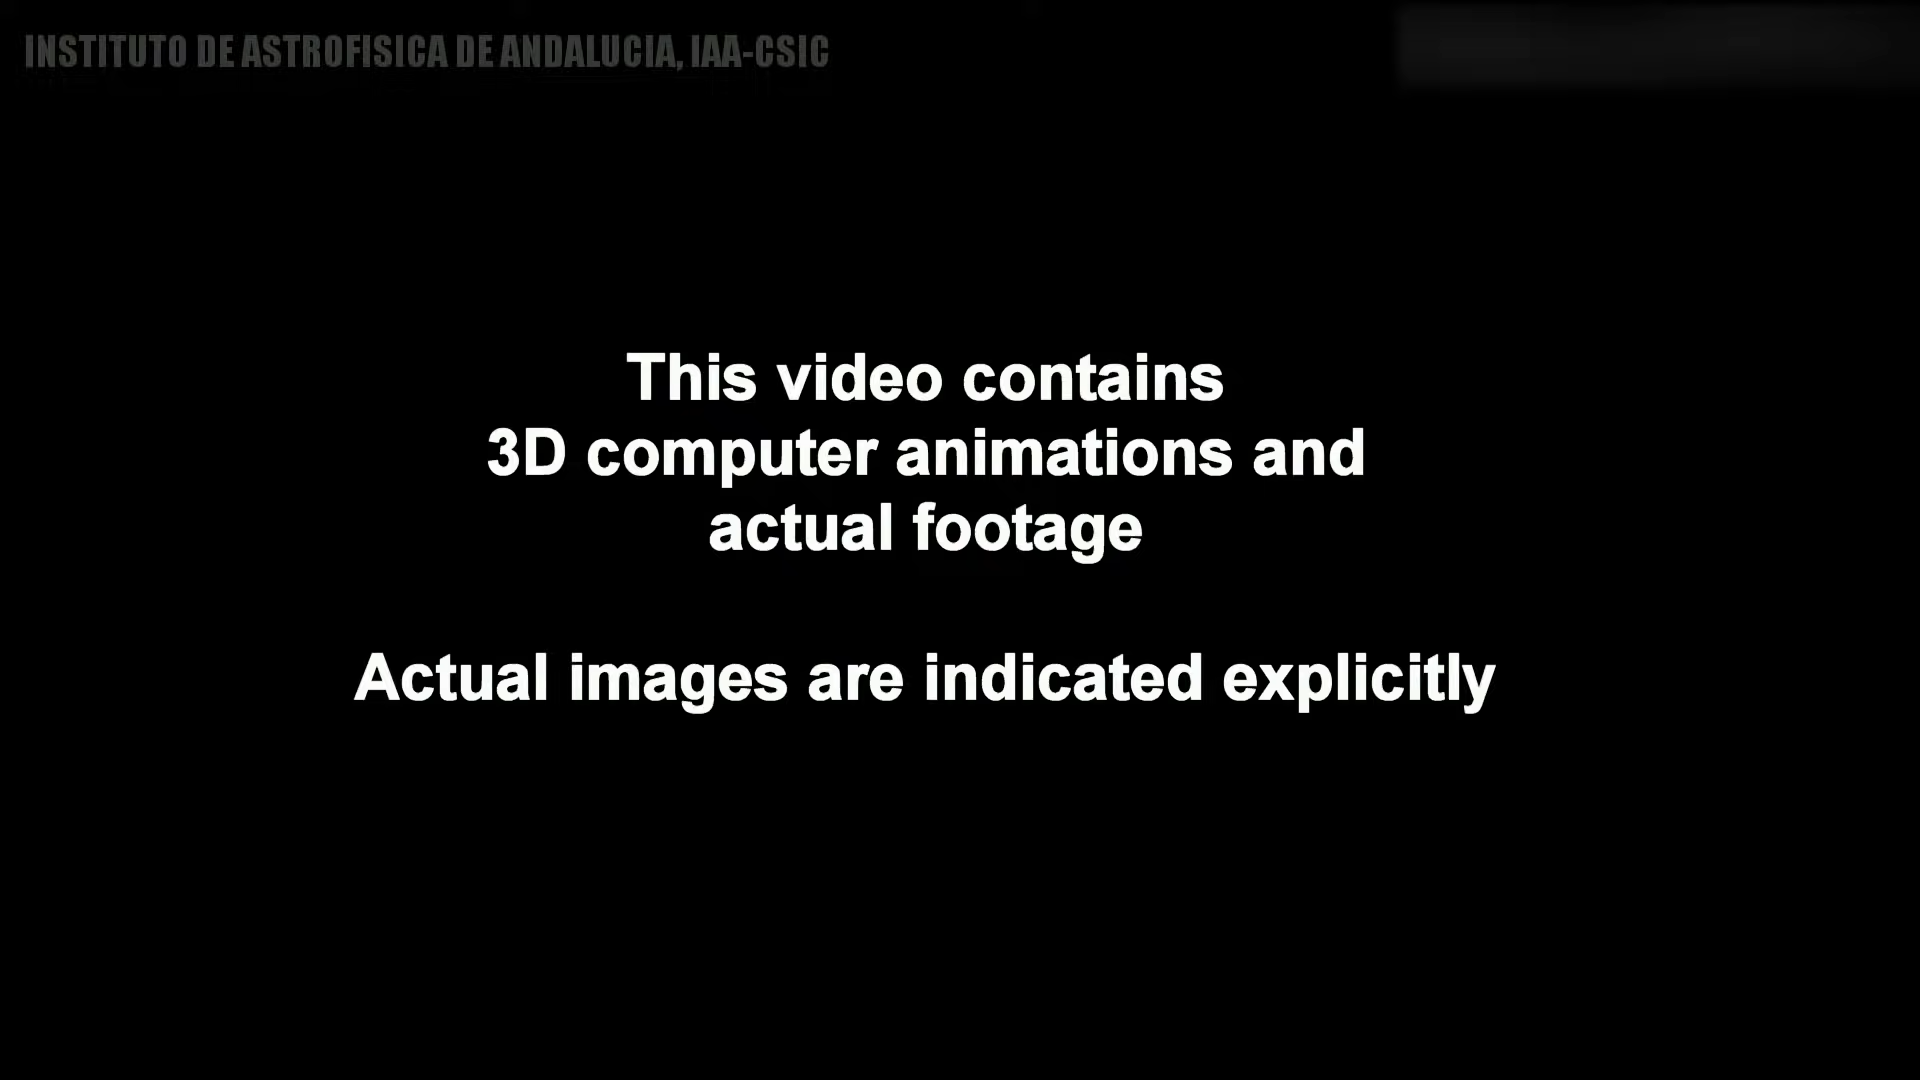 INSTITUTO DE ASTROFISICA DE ANDALUCIA, IAA-CSIC
This video contains
3D computer animations and
actual footage
Actual images are indicated explicitly